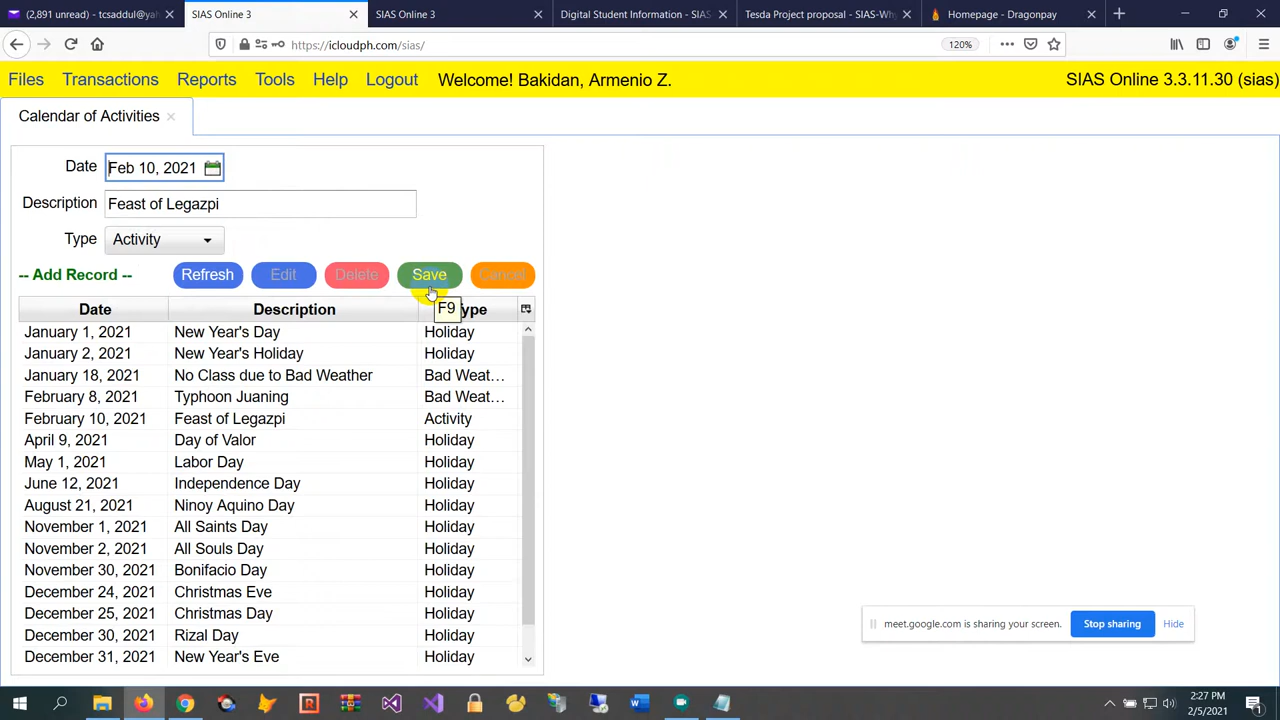 (2,891 unread) - tcsaddul@yah
SIAS Online 3
SIAS Online 3
Digital Student Information - SIAS
Tesda Project proposal - SIAS-Wh
Homepage - Dragonpay
https://icloudph.com/sias/
120%
Files Transactions Reports Tools Help Logout Welcome! Bakidan, Armenio Z. SIAS Online 3.3.11.30 (sias)
Calendar of Activities
Date Feb 10, 2021
Description Feast of Legazpi
Type Activity
-- Add Record -- Refresh Edit Delete Save Cancel
F9
Date Description ype
January 1, 2021 New Year's Day Holiday
January 2, 2021 New Year's Holiday Holiday
January 18, 2021 No Class due to Bad Weather Bad Weat...
February 8, 2021 Typhoon Juaning Bad Weat...
February 10, 2021 Feast of Legazpi Activity
April 9, 2021 Day of Valor Holiday
May 1, 2021 Labor Day Holiday
June 12, 2021 Independence Day Holiday
August 21, 2021 Ninoy Aquino Day Holiday
November 1, 2021 All Saints Day Holiday
November 2, 2021 All Souls Day Holiday
November 30, 2021 Bonifacio Day Holiday
December 24, 2021 Christmas Eve Holiday
December 25, 2021 Christmas Day Holiday
December 30, 2021 Rizal Day Holiday
December 31, 2021 New Year's Eve Holiday
meet.google.com is sharing your screen. Stop sharing Hide
2:27 PM
2/5/2021